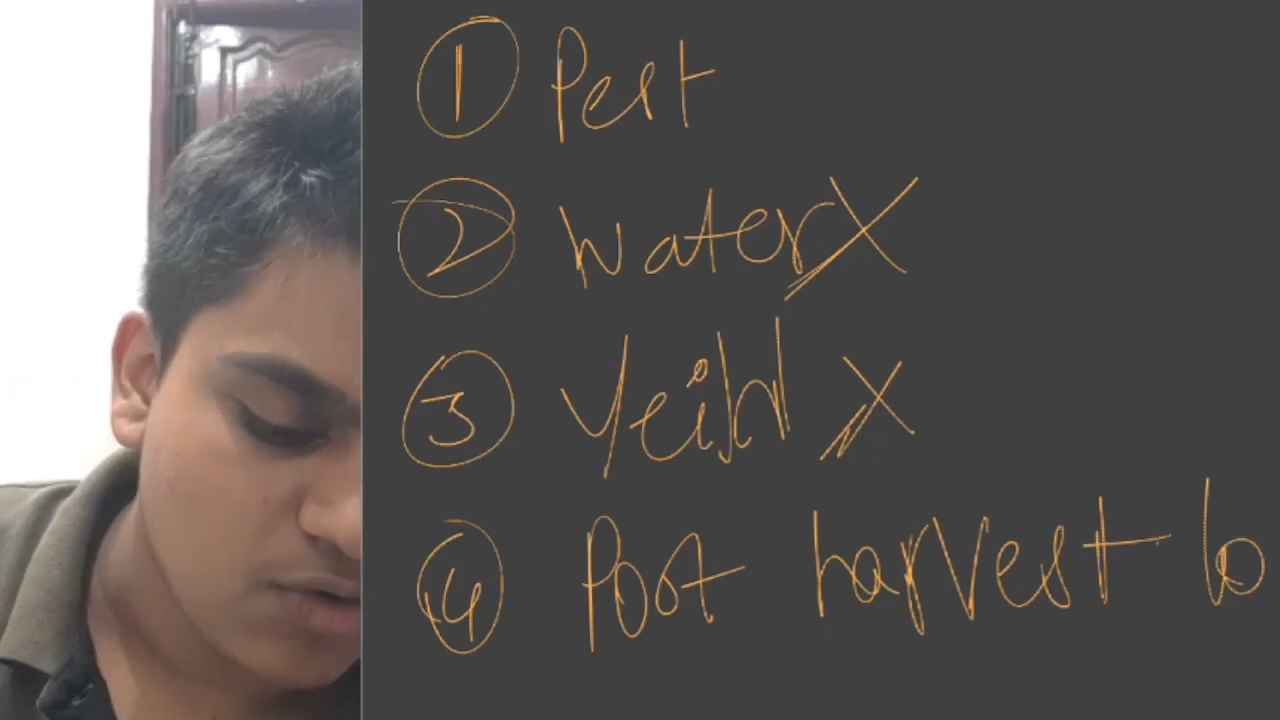 ① Pest
② Water X
③ Yeild X
④ Post harvest lo